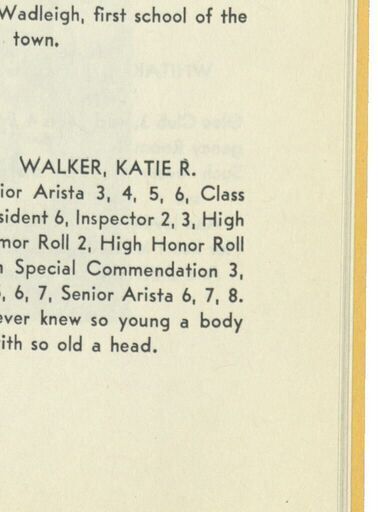 Wadleigh, first school of the
town.
WALKER, KATIE R.
ior Arista 3, 4, 5, 6, Class
sident 6, Inspector 2, 3, High
nor Roll 2, High Honor Roll
Special Commendation 3,
, 6, 7, Senior Arista 6, 7, 8.
ever knew so young a body
ith so old a head.